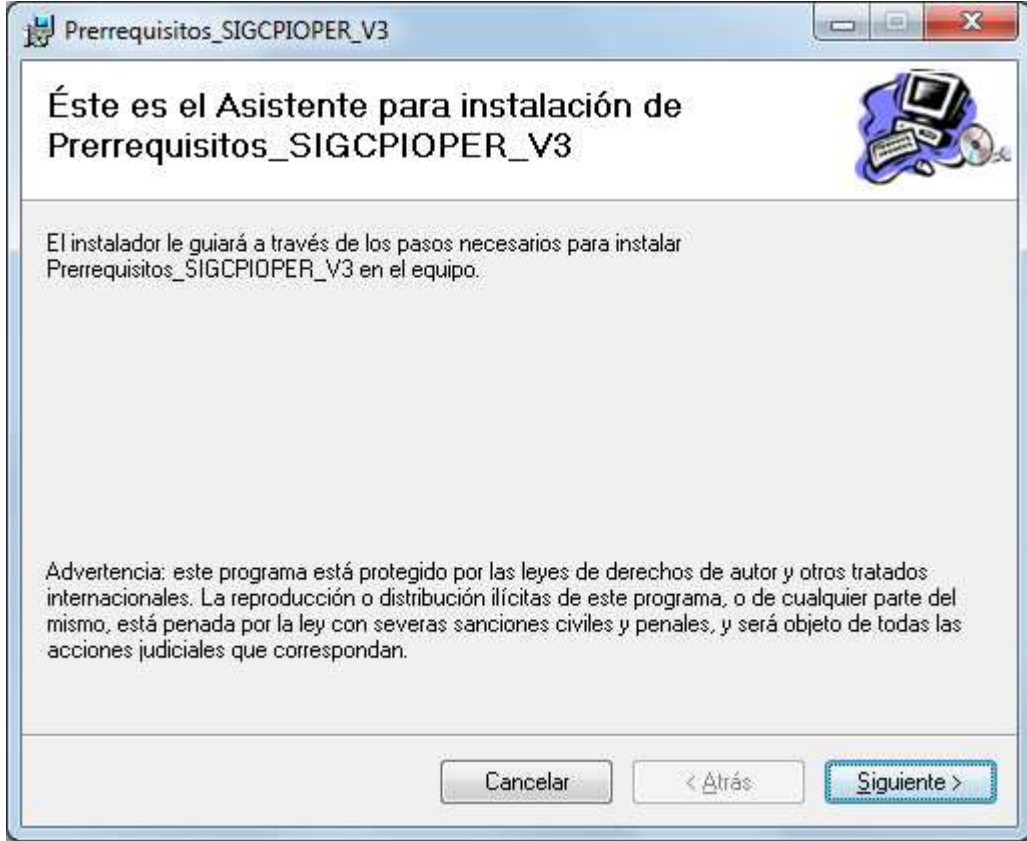 Prerrequisitos_SIGCPIOPER_V3
Éste es el Asistente para instalación de
Prerrequisitos_SIGCPIOPER_V3
El instalador le guiará a través de los pasos necesarios para instalar
Prerrequisitos_SIGCPIOPER_V3 en el equipo.
Advertencia: este programa está protegido por las leyes de derechos de autor y otros tratados
internacionales. La reproducción o distribución ilícitas de este programa, o de cualquier parte del
mismo, está penada por la ley con severas sanciones civiles y penales, y será objeto de todas las
acciones judiciales que correspondan.
Cancelar
< Atrás
Siguiente >